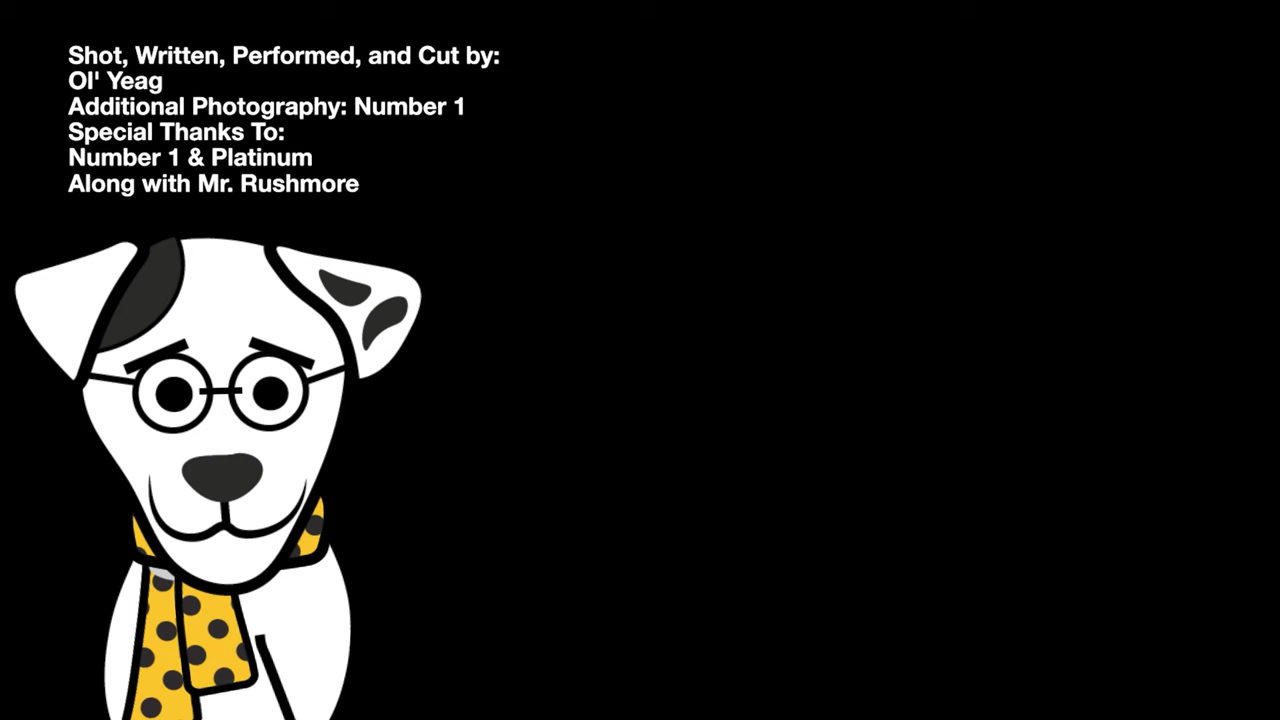 Shot, Written, Performed, and Cut by:
Ol' Yeag
Additional Photography: Number 1
Special Thanks To:
Number 1 & Platinum
Along with Mr. Rushmore